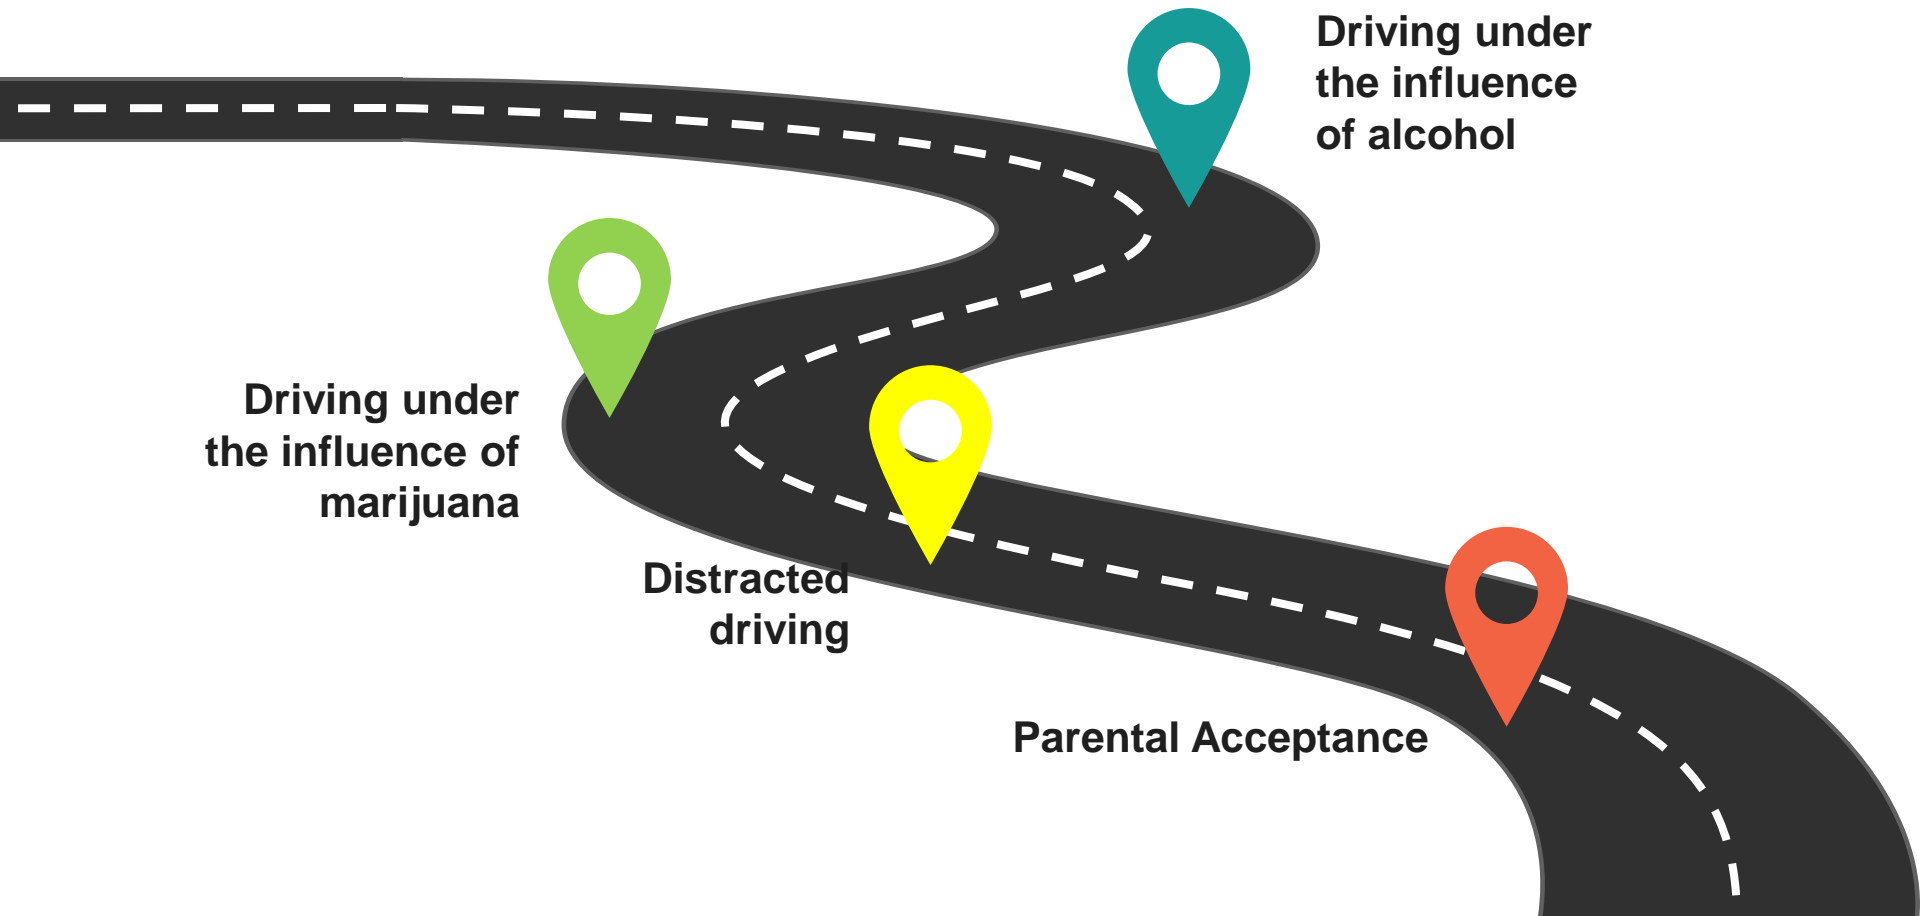 Driving under
the influence
of alcohol
Driving under
the influence of
marijuana
Distracted
driving
Parental Acceptance